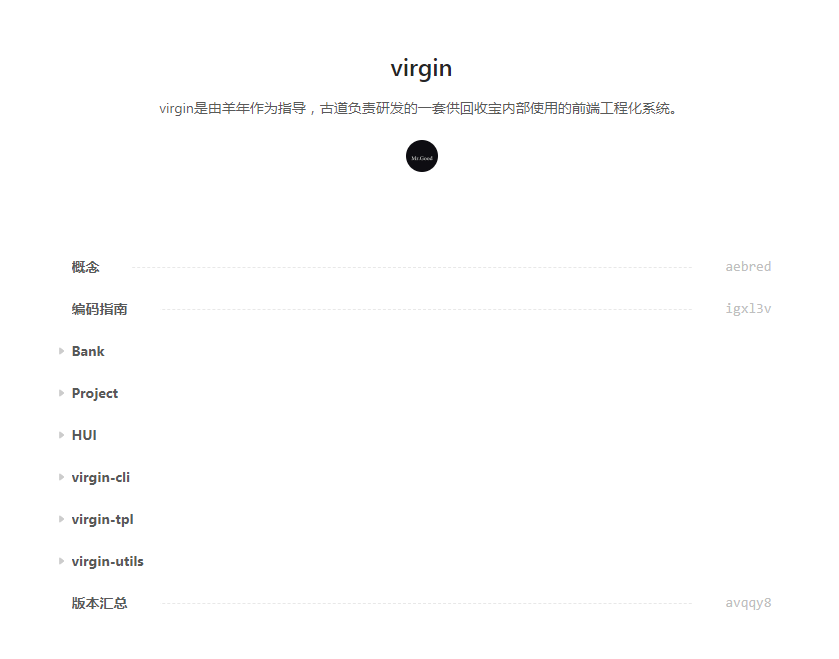 virgin
virgin是由羊年作为指导，古道负责研发的一套供回收宝内部使用的前端工程化系统。
Mr.Good
概念 aebred
编码指南 igxl3v
Bank
Project
HUI
virgin-cli
virgin-tpl
virgin-utils
版本汇总 avqqy8